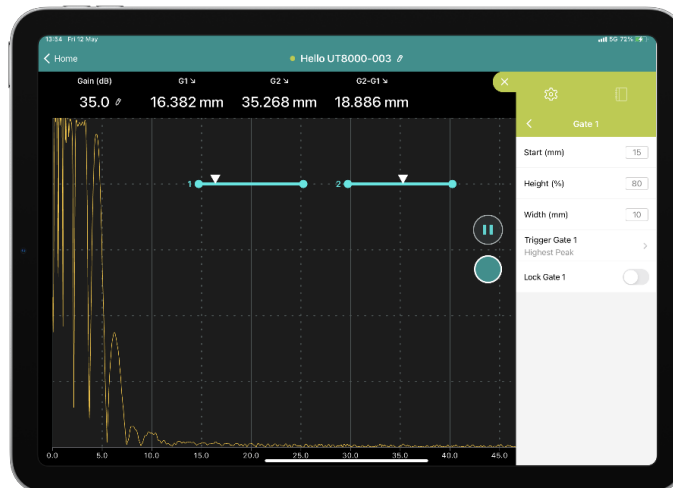 13:54 Fri 12 May
5G 72%
Home
Hello UT8000-003
Gain (dB) G1 ↘ G2 ↘ G2-G1 ↘
35.0 16.382 mm 35.268 mm 18.886 mm
Gate 1
Start (mm) 15
Height (%) 80
Width (mm) 10
Trigger Gate 1
Highest Peak
Lock Gate 1
1 2
0.0 5.0 10.0 15.0 20.0 25.0 30.0 35.0 40.0 45.0